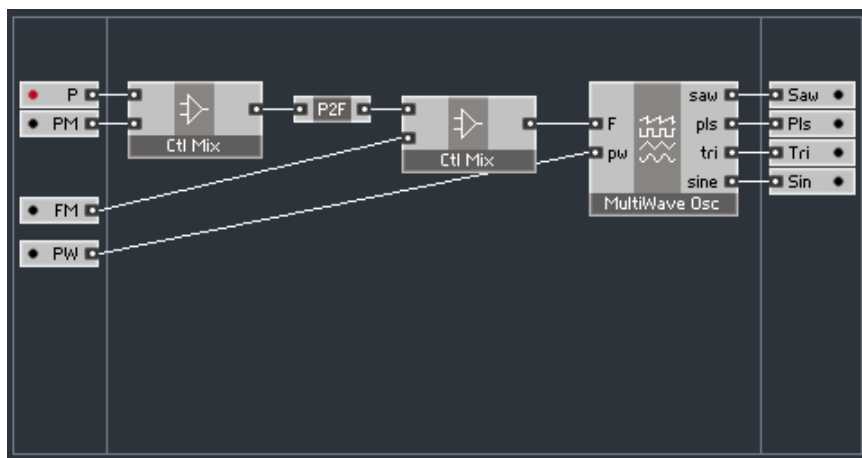 P
PM
FM
PW
Ctl Mix
P2F
Ctl Mix
F
pw
saw
pls
tri
sine
MultiWave Osc
Saw
Pls
Tri
Sin